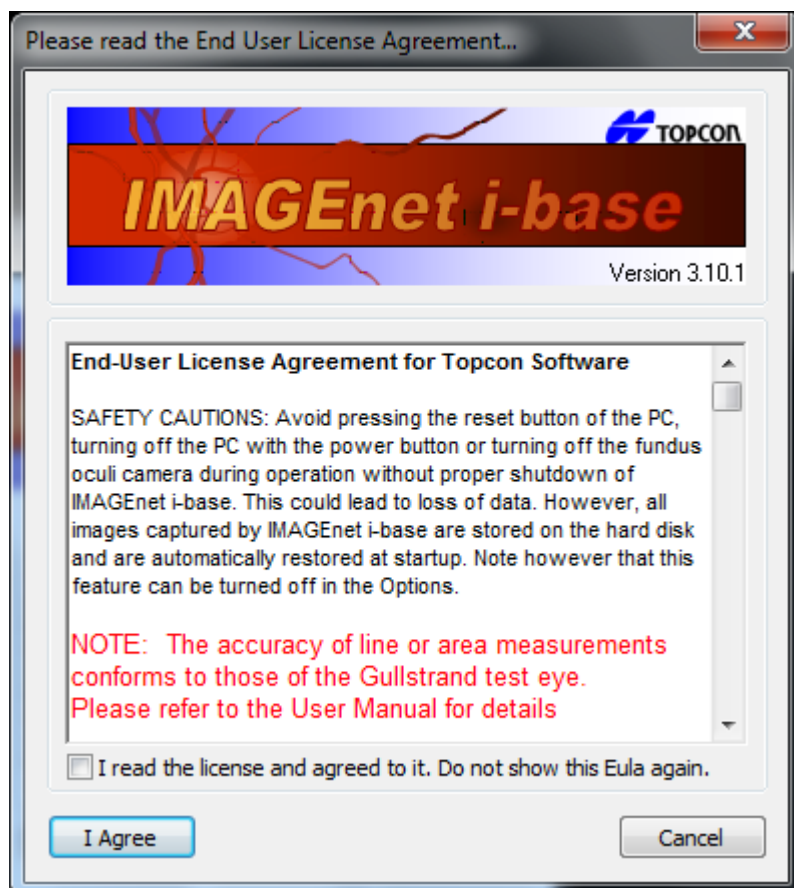 Please read the End User License Agreement...
TOPCON
IMAGEnet i-base
Version 3.10.1
End-User License Agreement for Topcon Software
SAFETY CAUTIONS: Avoid pressing the reset button of the PC,
turning off the PC with the power button or turning off the fundus
oculi camera during operation without proper shutdown of
IMAGEnet i-base. This could lead to loss of data. However, all
images captured by IMAGEnet i-base are stored on the hard disk
and are automatically restored at startup. Note however that this
feature can be turned off in the Options.
NOTE: The accuracy of line or area measurements
conforms to those of the Gullstrand test eye.
Please refer to the User Manual for details
I read the license and agreed to it. Do not show this Eula again.
I Agree
Cancel